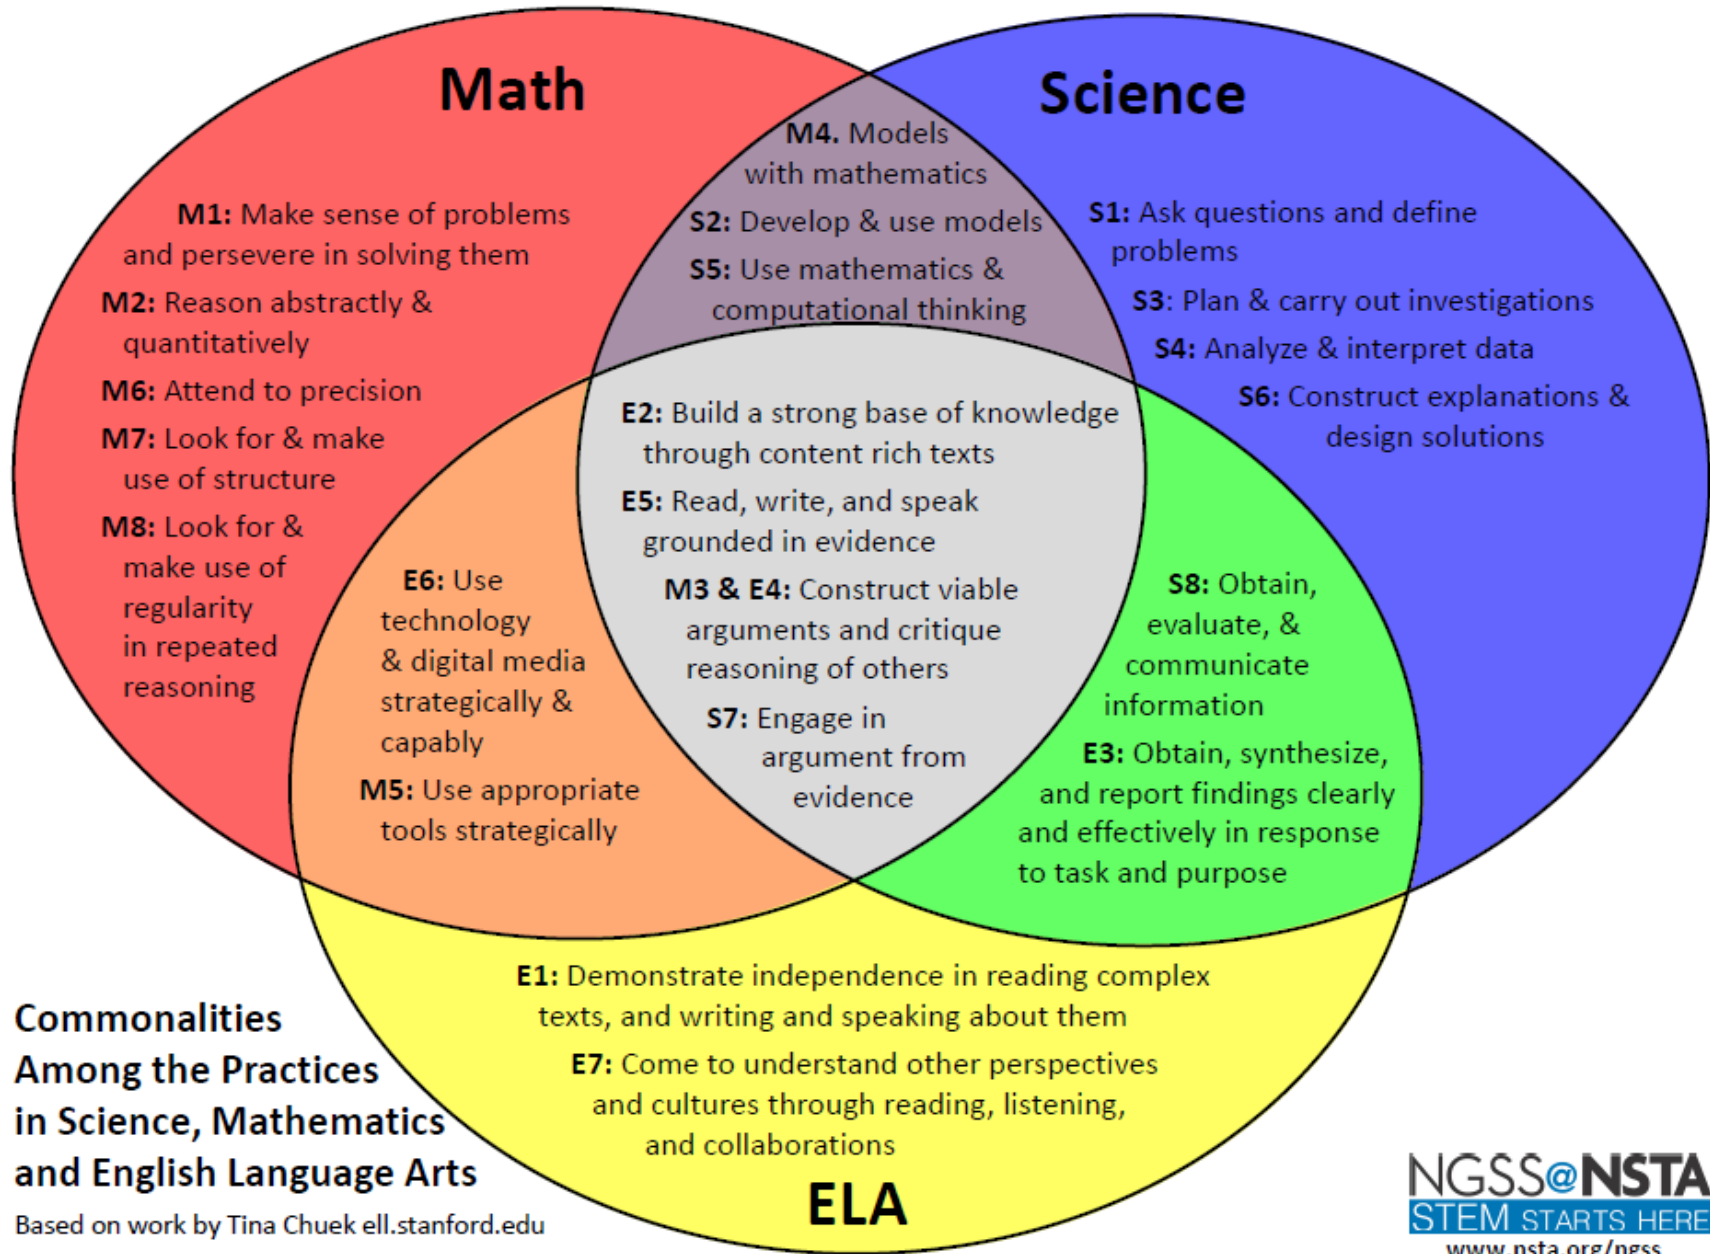 Math
Science
M4. Models
with mathematics
S2: Develop & use models
S5: Use mathematics &
computational thinking
M1: Make sense of problems
and persevere in solving them
M2: Reason abstractly &
quantitatively
M6: Attend to precision
M7: Look for & make
use of structure
M8: Look for &
make use of
regularity
in repeated
reasoning
S1: Ask questions and define
problems
S3: Plan & carry out investigations
S4: Analyze & interpret data
S6: Construct explanations &
design solutions
E2: Build a strong base of knowledge
through content rich texts
E5: Read, write, and speak
grounded in evidence
M3 & E4: Construct viable
arguments and critique
reasoning of others
S7: Engage in
argument from
evidence
E6: Use
technology
& digital media
strategically &
capably
M5: Use appropriate
tools strategically
S8: Obtain,
evaluate, &
communicate
information
E3: Obtain, synthesize,
and report findings clearly
and effectively in response
to task and purpose
E1: Demonstrate independence in reading complex
texts, and writing and speaking about them
E7: Come to understand other perspectives
and cultures through reading, listening,
and collaborations
ELA
Commonalities
Among the Practices
in Science, Mathematics
and English Language Arts
Based on work by Tina Chuek ell.stanford.edu
NGSS@NSTA
STEM STARTS HERE
www.nsta.org/ngss